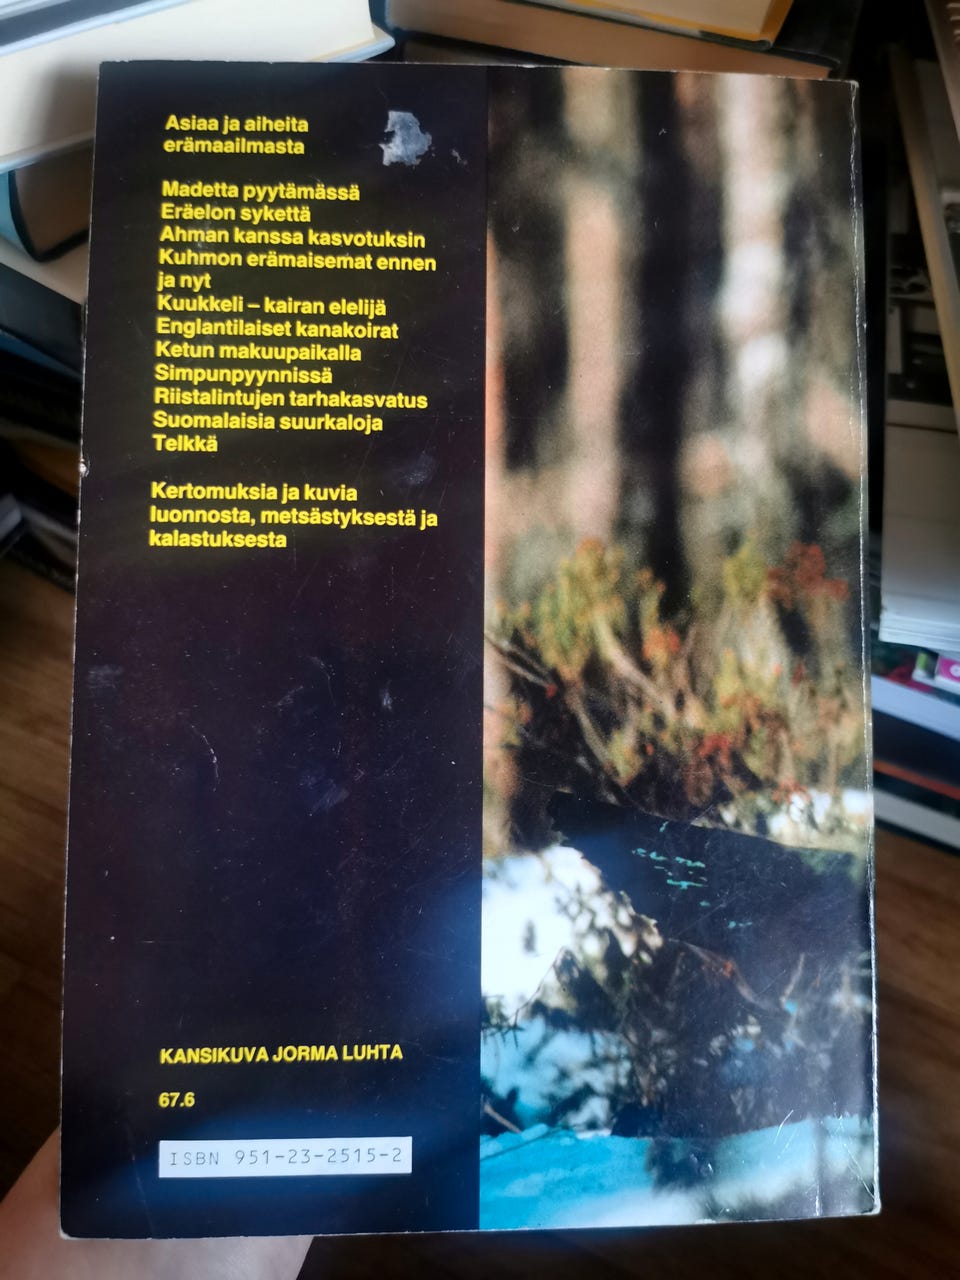 Asiaa ja aiheita
erämaailmasta
Madetta pyytämässä
Eräelon sykettä
Ahman kanssa kasvotuksin
Kuhmon erämaisemat ennen
ja nyt
Kuukkeli – kairan elelijä
Englantilaiset kanakoirat
Ketun makuupaikalla
Simpunpyynnissä
Riistalintujen tarhakasvatus
Suomalaisia suurkaloja
Telkkä
Kertomuksia ja kuvia
luonnosta, metsästyksestä ja
kalastuksesta
KANSIKUVA JORMA LUHTA
67.6
ISBN 951-23-2515-2